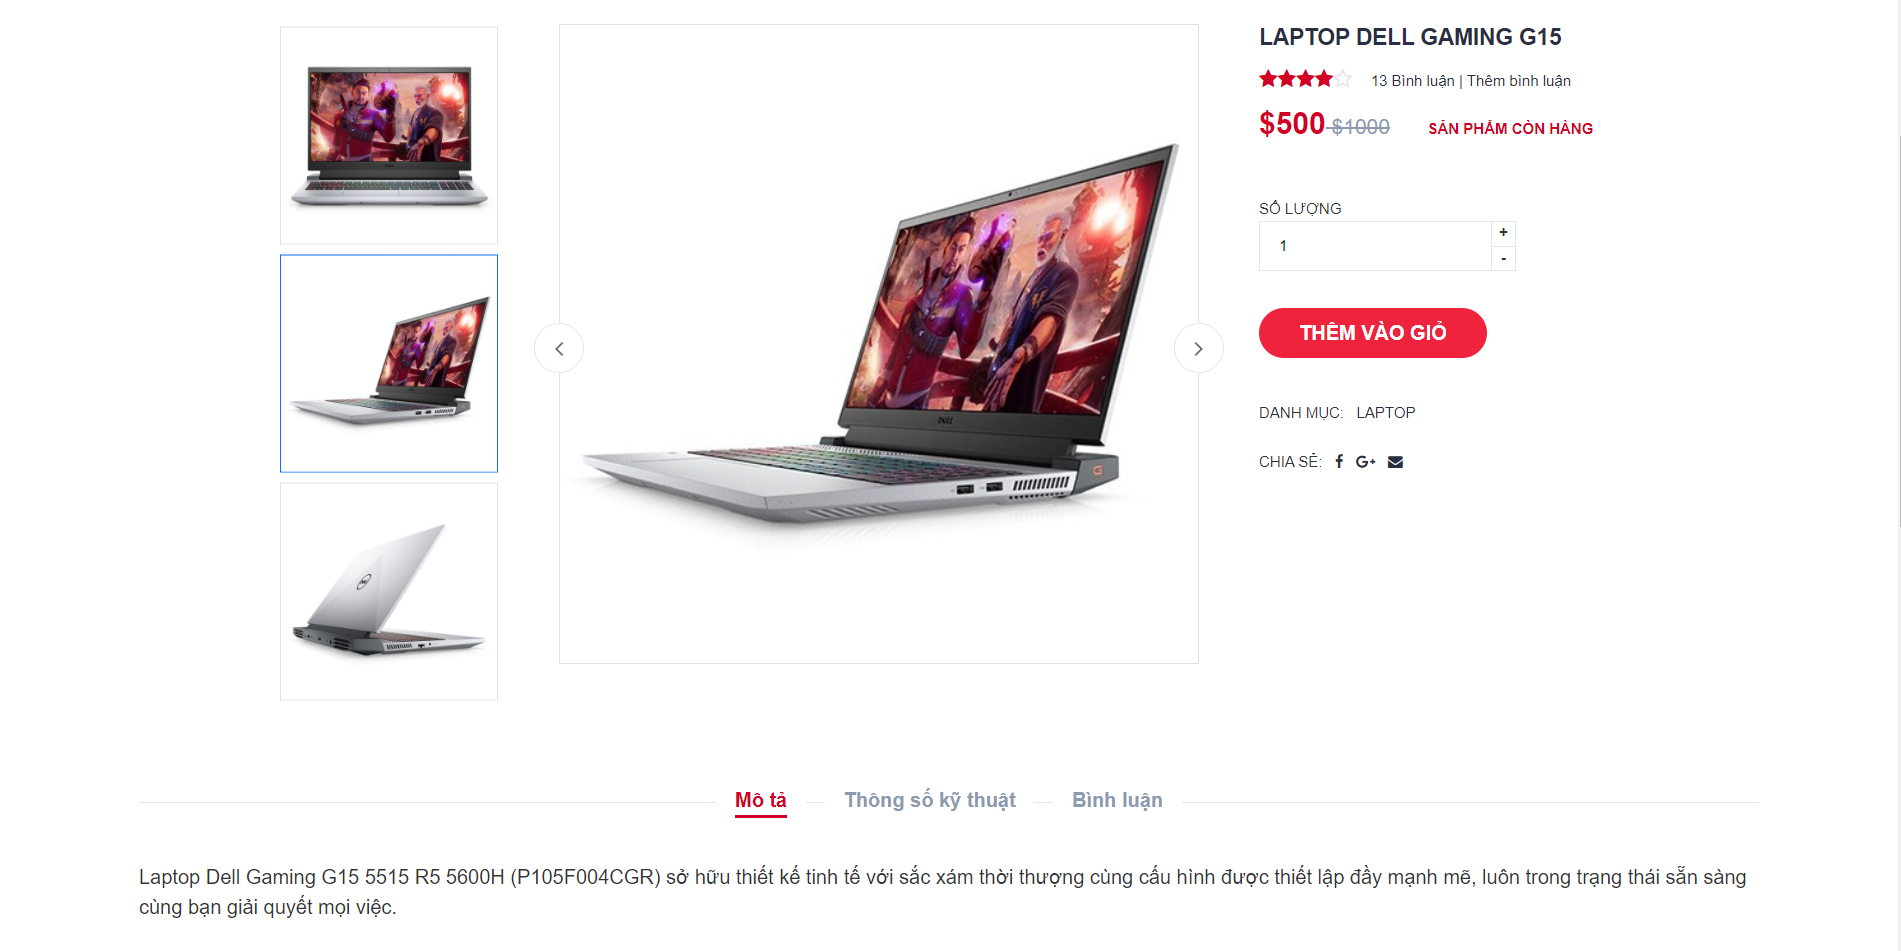 LAPTOP DELL GAMING G15
13 Bình luận | Thêm bình luận
$500 $1000 SẢN PHẨM CÒN HÀNG
SỐ LƯỢNG
1
+
-
THÊM VÀO GIỎ
DANH MỤC: LAPTOP
CHIA SẺ: f G+
DELL
Mô tả
Thông số kỹ thuật
Bình luận
Laptop Dell Gaming G15 5515 R5 5600H (P105F004CGR) sở hữu thiết kế tinh tế với sắc xám thời thượng cùng cấu hình được thiết lập đầy mạnh mẽ, luôn trong trạng thái sẵn sàng
cùng bạn giải quyết mọi việc.